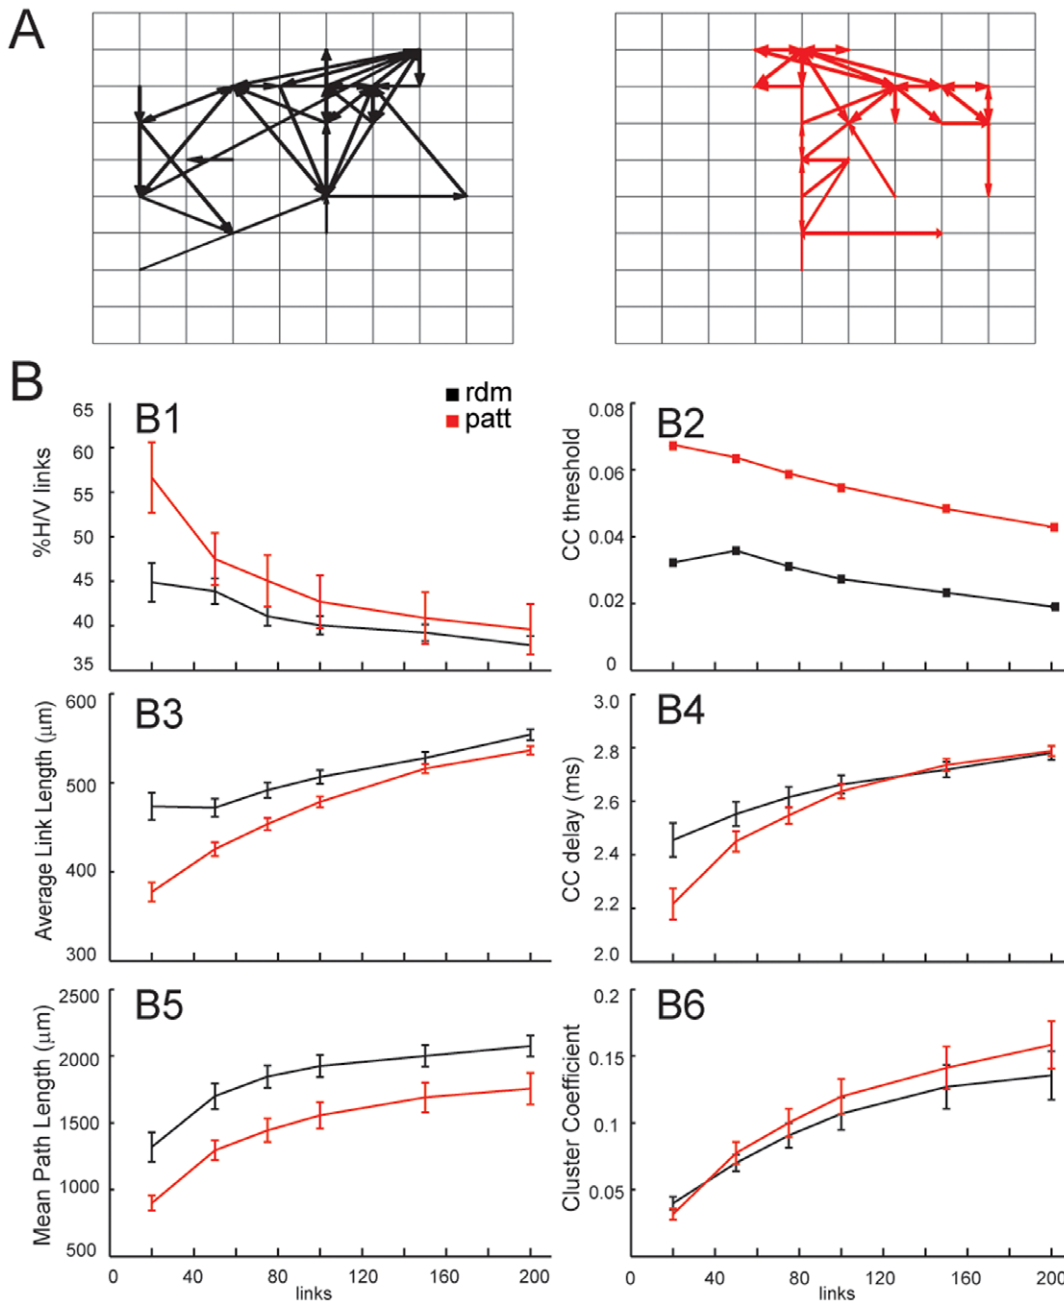 A
B
rdm
patt
B1
%H/V links
65
60
55
50
45
40
35
B2
CC threshold
0.08
0.06
0.04
0.02
0
B3
Average Link Length (μm)
600
500
400
300
B4
CC delay (ms)
3.0
2.8
2.6
2.4
2.2
2.0
B5
Mean Path Length (μm)
2500
2000
1500
1000
500
0 40 80 120 160 200
links
B6
Cluster Coefficient
0.2
0.15
0.1
0.05
0 40 80 120 160 200
links